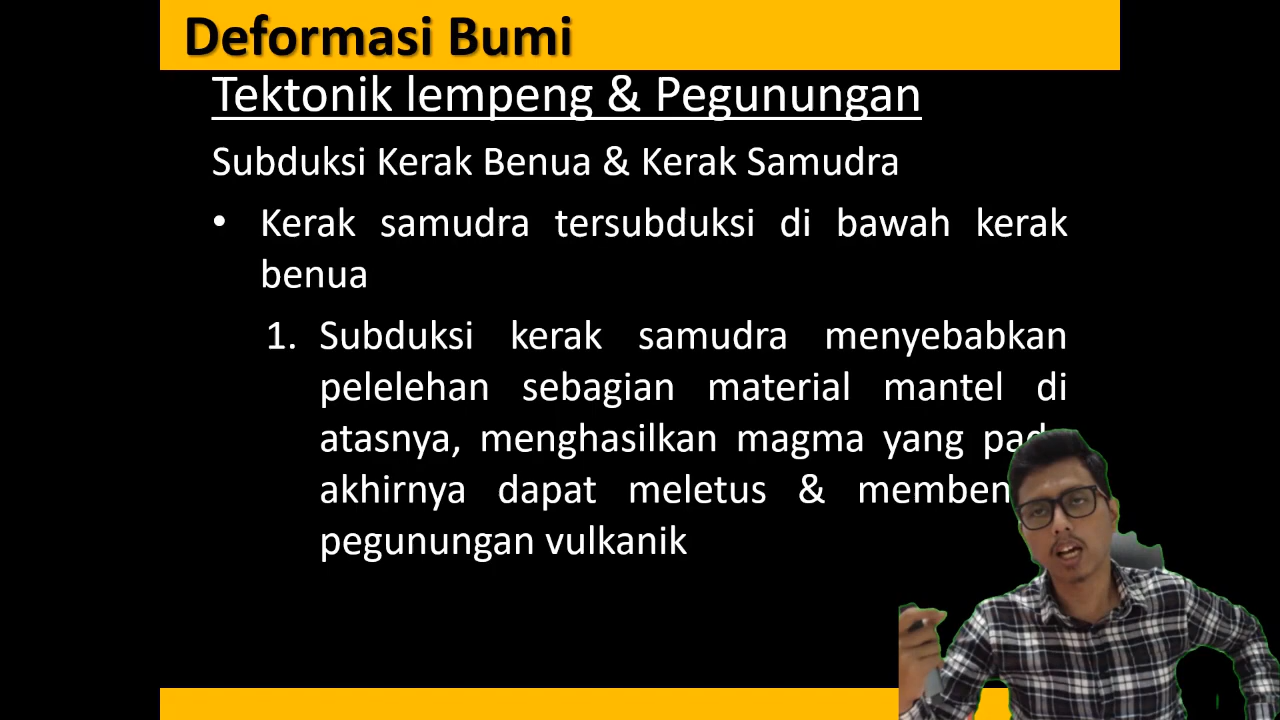 Deformasi Bumi
Tektonik lempeng & Pegunungan
Subduksi Kerak Benua & Kerak Samudra
• Kerak samudra tersubduksi di bawah kerak
benua
1. Subduksi kerak samudra menyebabkan
pelelehan sebagian material mantel di
atasnya, menghasilkan magma yang pada
akhirnya dapat meletus &
pegunungan vulkanik